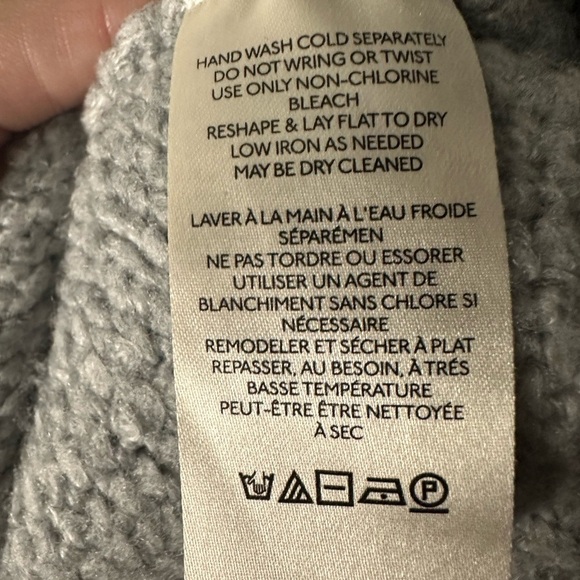 HAND WASH COLD SEPARATELY
DO NOT WRING OR TWIST
USE ONLY NON-CHLORINE
BLEACH
RESHAPE & LAY FLAT TO DRY
LOW IRON AS NEEDED
MAY BE DRY CLEANED
LAVER À LA MAIN À L'EAU FROIDE
SÉPARÉMEN
NE PAS TORDRE OU ESSORER
UTILISER UN AGENT DE
BLANCHIMENT SANS CHLORE SI
NÉCESSAIRE
REMODELER ET SÉCHER À PLAT
REPASSER, AU BESOIN, À TRÉS
BASSE TEMPÉRATURE
PEUT-ÊTRE ÊTRE NETTOYÉE
À SEC
P